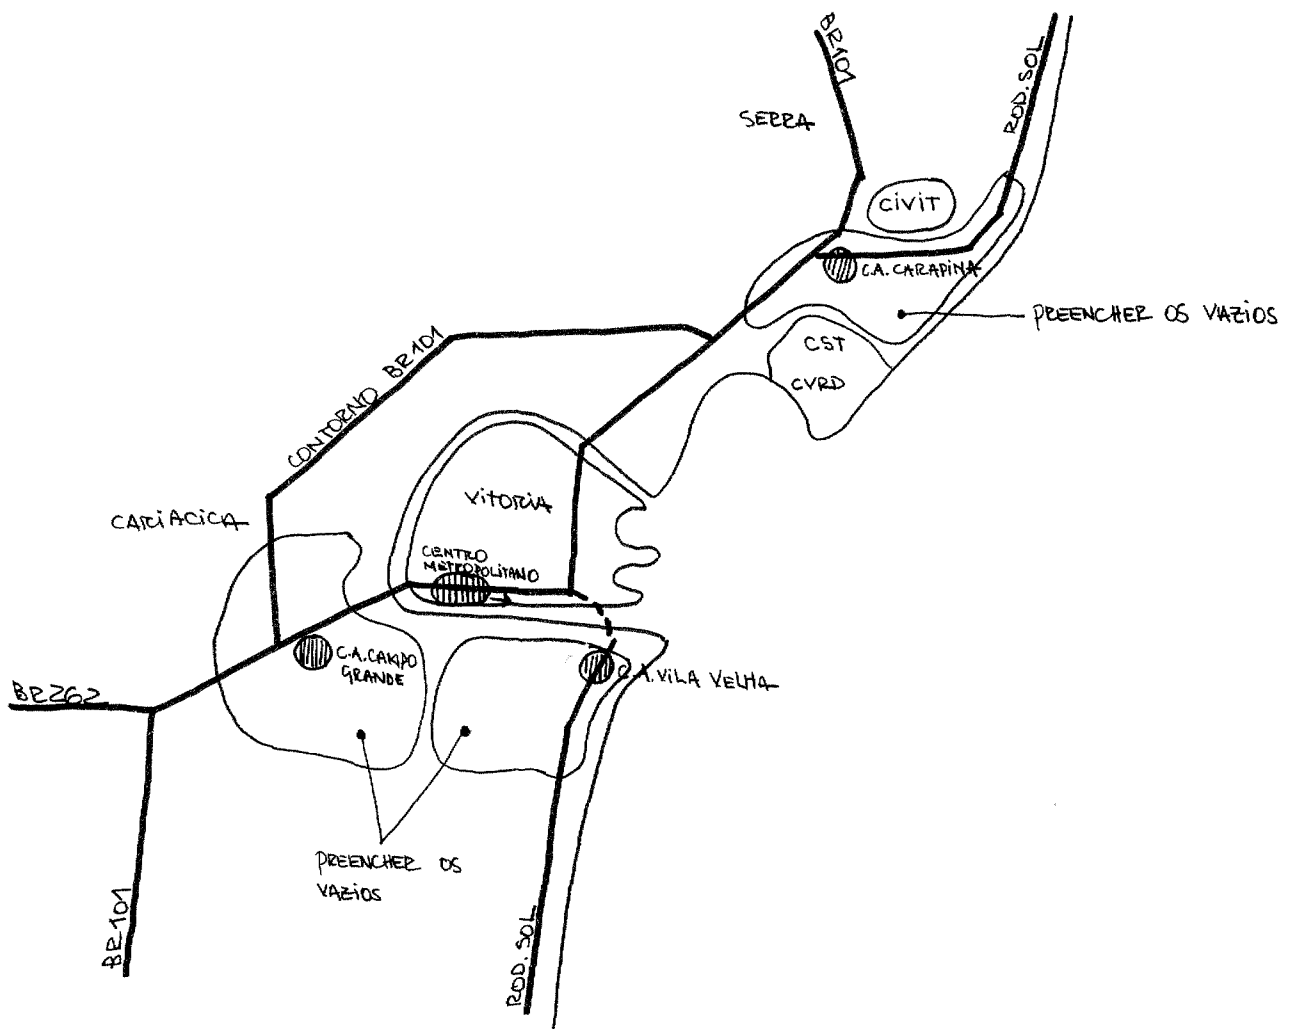 BR101
ROD. SOL
SERRA
CIVIT
C.A. CARAPINA
PREENCHER OS VAZIOS
CST
CVRD
CONTORNO BR101
VITORIA
CARIACICA
CENTRO
METROPOLITANO
C.A. CAMPO
GRANDE
C.A. VILA VELHA
BR262
PREENCHER OS
VAZIOS
BR101
ROD. SOL